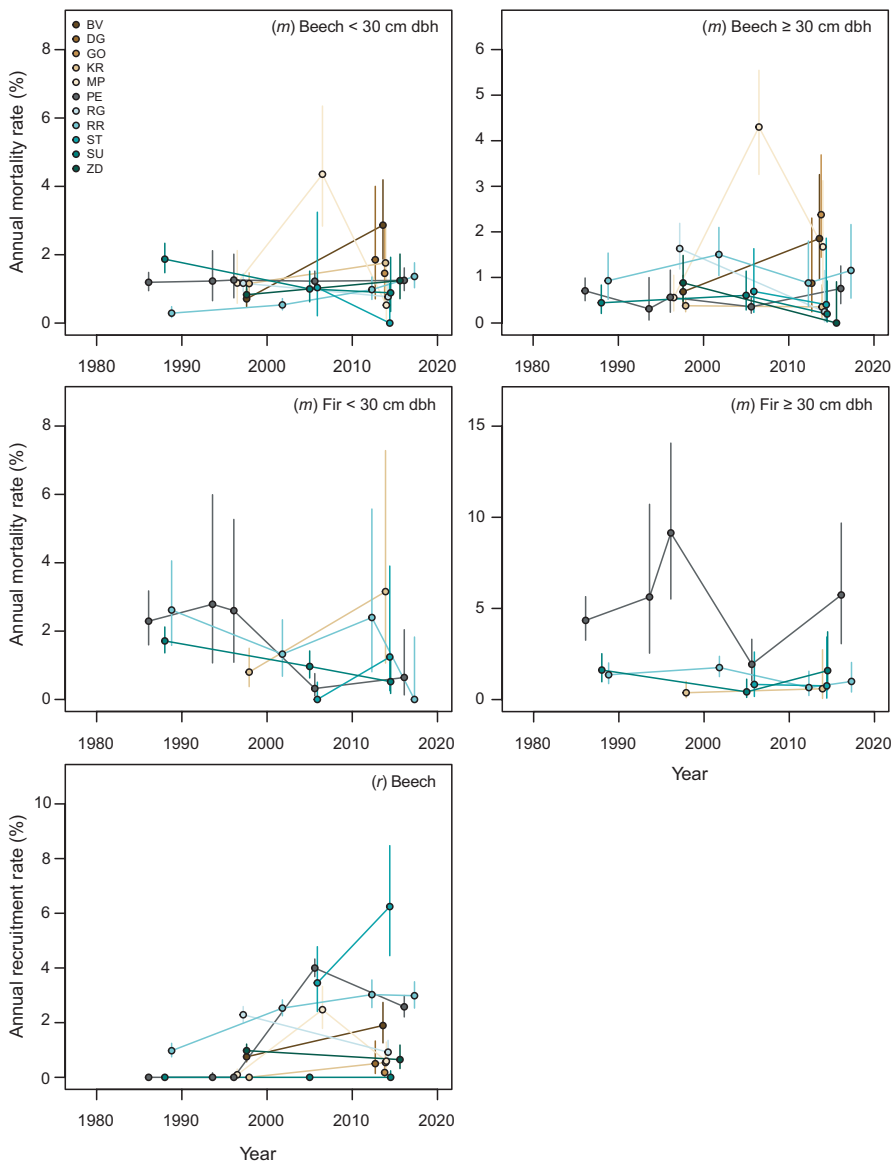 (m) Beech < 30 cm dbh
Annual mortality rate (%)
8
6
4
2
0
BV
DG
GO
KR
MP
PE
RG
RR
ST
SU
ZD
1980 1990 2000 2010 2020
(m) Beech ≥ 30 cm dbh
6
5
4
3
2
1
0
1980 1990 2000 2010 2020
(m) Fir < 30 cm dbh
Annual mortality rate (%)
8
6
4
2
0
1980 1990 2000 2010 2020
(m) Fir ≥ 30 cm dbh
15
10
5
0
1980 1990 2000 2010 2020
Year
(r) Beech
Annual recruitment rate (%)
10
8
6
4
2
0
1980 1990 2000 2010 2020
Year